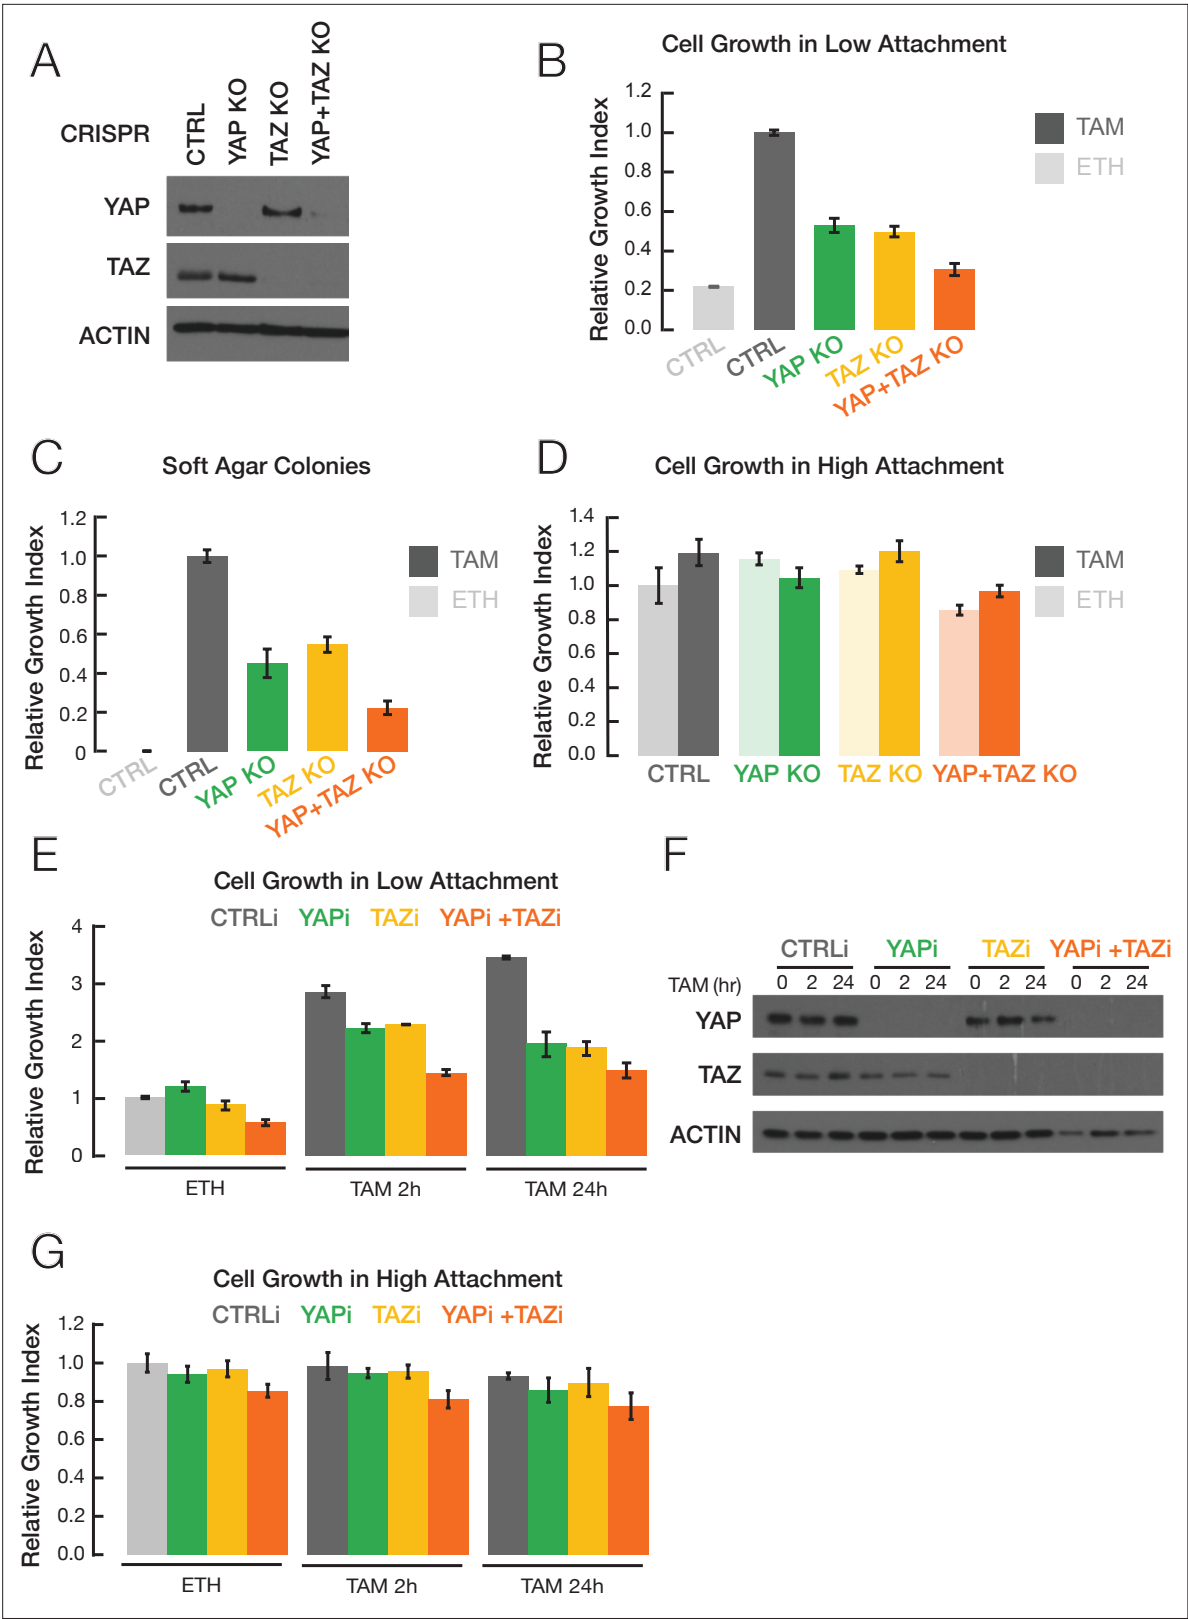 A
CRISPR
CTRL
YAP KO
TAZ KO
YAP+TAZ KO
YAP
TAZ
ACTIN
B
Cell Growth in Low Attachment
Relative Growth Index
1.2
1.0
0.8
0.6
0.4
0.2
0.0
TAM
ETH
CTRL
CTRL
YAP KO
TAZ KO
YAP+TAZ KO
C
Soft Agar Colonies
Relative Growth Index
1.2
1.0
0.8
0.6
0.4
0.2
0
TAM
ETH
CTRL
CTRL
YAP KO
TAZ KO
YAP+TAZ KO
D
Cell Growth in High Attachment
Relative Growth Index
1.4
1.2
1.0
0.8
0.6
0.4
0.2
0.0
TAM
ETH
CTRL YAP KO TAZ KO YAP+TAZ KO
E
Cell Growth in Low Attachment
CTRLi YAPi TAZi YAPi +TAZi
Relative Growth Index
4
3
2
1
0
ETH TAM 2h TAM 24h
F
CTRLi YAPi TAZi YAPi +TAZi
TAM (hr) 0 2 24 0 2 24 0 2 24 0 2 24
YAP
TAZ
ACTIN
G
Cell Growth in High Attachment
CTRLi YAPi TAZi YAPi +TAZi
Relative Growth Index
1.2
1.0
0.8
0.6
0.4
0.2
0.0
ETH TAM 2h TAM 24h